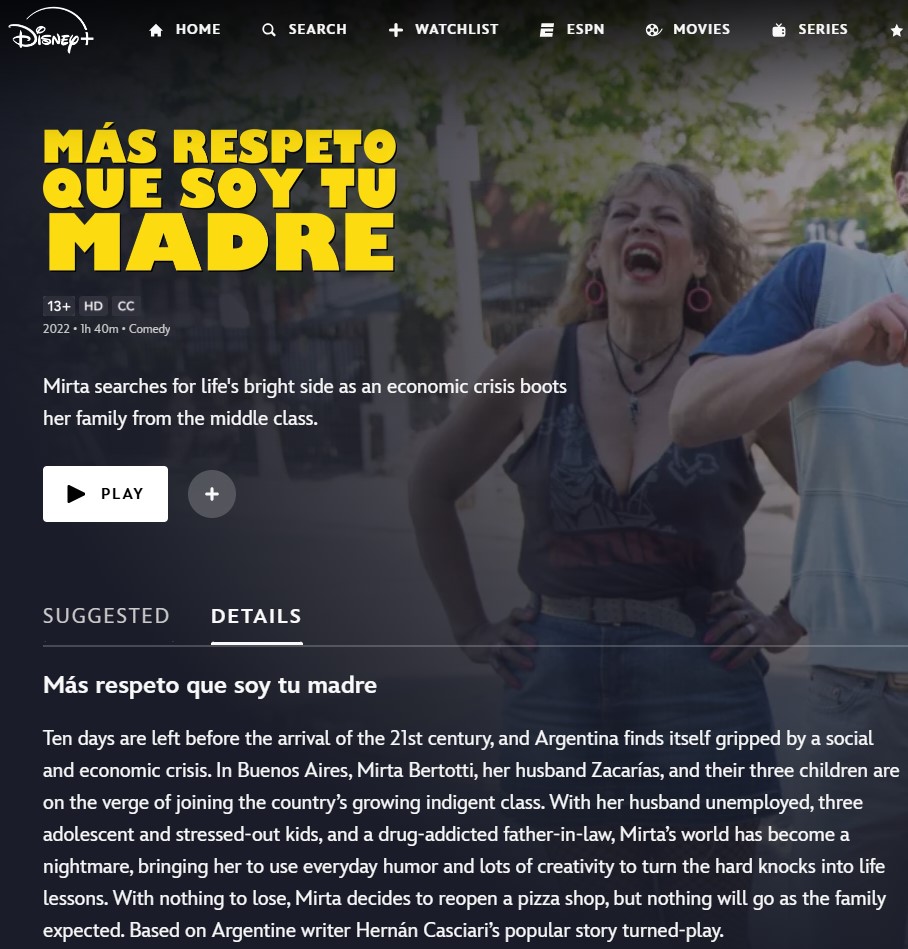 Disney+
HOME SEARCH WATCHLIST ESPN MOVIES SERIES
MÁS RESPETO
QUE SOY TU
MADRE
13+ HD CC
2022 • 1h 40m • Comedy
Mirta searches for life's bright side as an economic crisis boots
her family from the middle class.
PLAY
SUGGESTED DETAILS
Más respeto que soy tu madre
Ten days are left before the arrival of the 21st century, and Argentina finds itself gripped by a social
and economic crisis. In Buenos Aires, Mirta Bertotti, her husband Zacarías, and their three children are
on the verge of joining the country’s growing indigent class. With her husband unemployed, three
adolescent and stressed-out kids, and a drug-addicted father-in-law, Mirta’s world has become a
nightmare, bringing her to use everyday humor and lots of creativity to turn the hard knocks into life
lessons. With nothing to lose, Mirta decides to reopen a pizza shop, but nothing will go as the family
expected. Based on Argentine writer Hernán Casciari’s popular story turned-play.